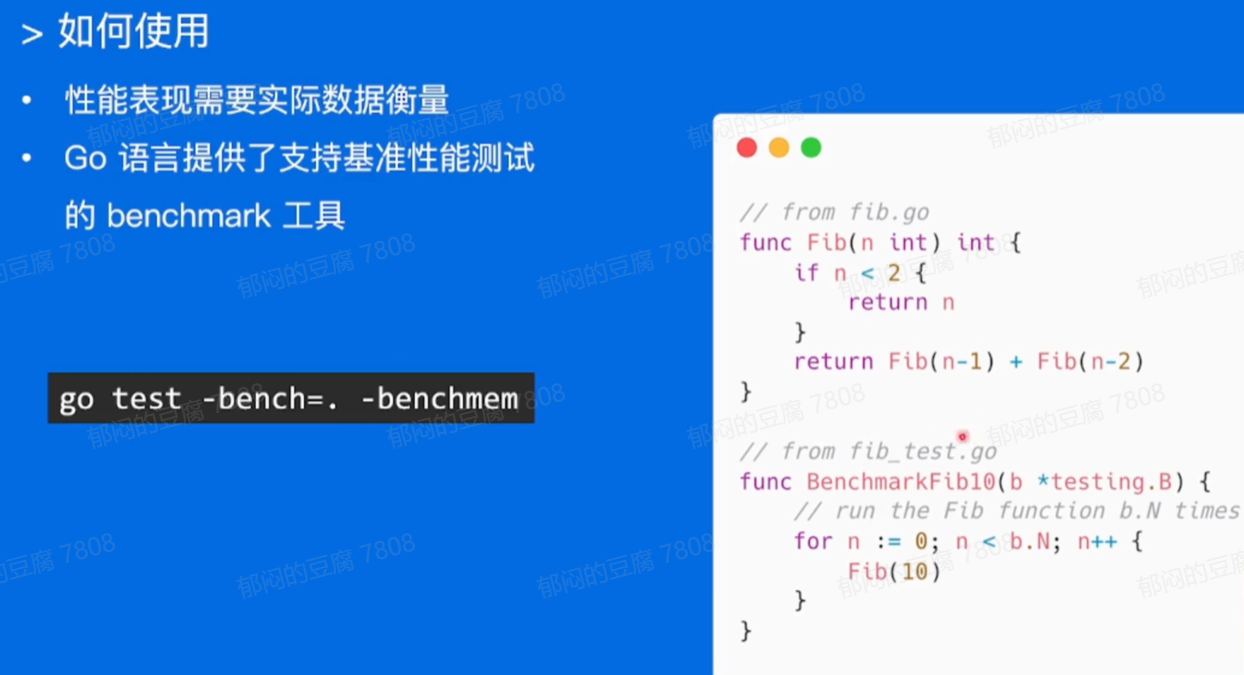 > 如何使用
• 性能表现需要实际数据衡量
• Go 语言提供了支持基准性能测试
的 benchmark 工具
go test -bench=. -benchmem
// from fib.go
func Fib(n int) int {
    if n < 2 {
        return n
    }
    return Fib(n-1) + Fib(n-2)
}
// from fib_test.go
func BenchmarkFib10(b *testing.B) {
    // run the Fib function b.N times
    for n := 0; n < b.N; n++ {
        Fib(10)
    }
}
郁闷的豆腐 7808